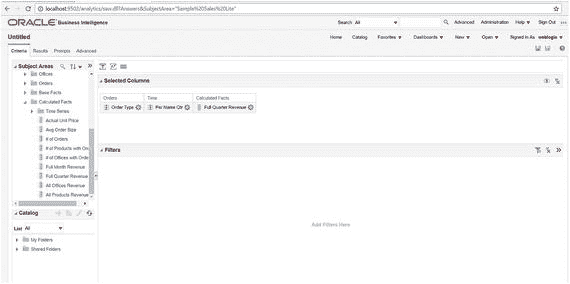 localhost:9502/analytics/saw.dll?Answers&SubjectArea="Sample%20Sales%20Lite"
ORACLE Business Intelligence
Search All Advanced Administration Help Sign Out
Untitled
Home Catalog Favorites Dashboards New Open Signed In As weblogic
Criteria Results Prompts Advanced
Subject Areas
Offices
Orders
Base Facts
Calculated Facts
Time Series
Actual Unit Price
Avg Order Size
# of Orders
# of Products with Ord
# of Offices with Orde
Full Month Revenue
Full Quarter Revenue
All Offices Revenue
All Products Revenue
Selected Columns
Orders Time Calculated Facts
Order Type Per Name Qtr Full Quarter Revenue
Filters
Add Filters Here
Catalog
List All
My Folders
Shared Folders